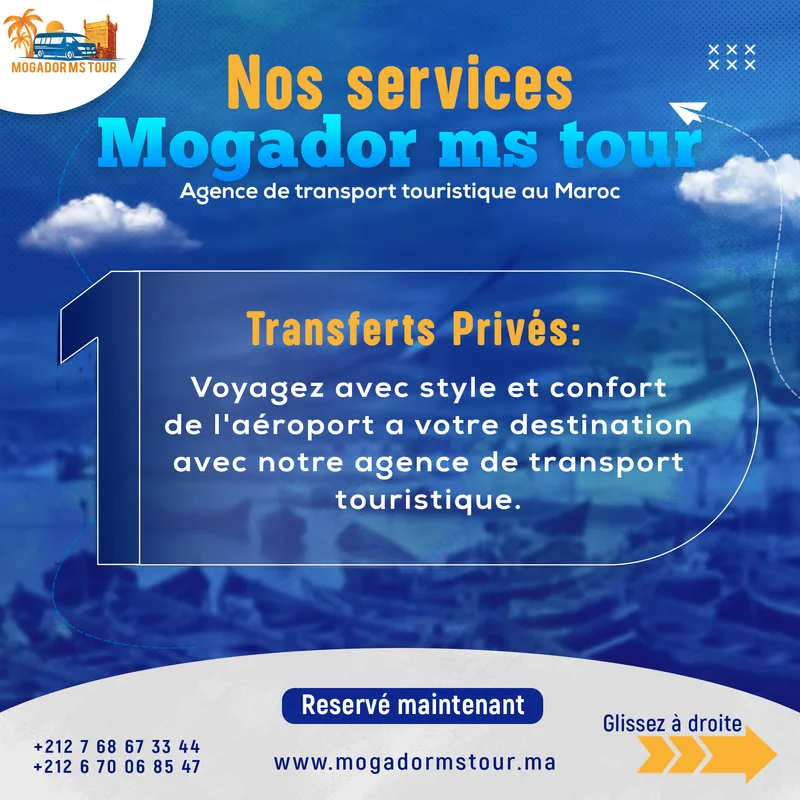 MOGADOR MS TOUR
Nos services
Mogador ms tour
Agence de transport touristique au Maroc
1
Transferts Privés:
Voyagez avec style et confort
de l'aéroport a votre destination
avec notre agence de transport
touristique.
Reservé maintenant
Glissez à droite
+212 7 68 67 33 44
+212 6 70 06 85 47
www.mogadormstour.ma